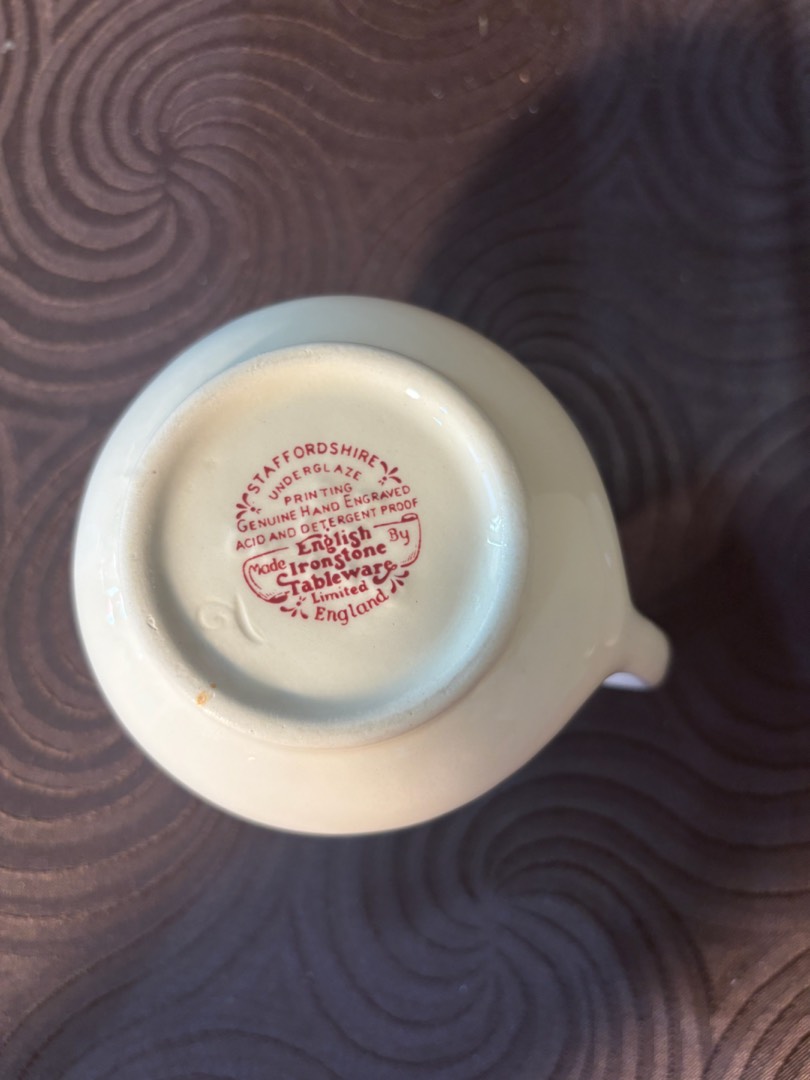 STAFFORDSHIRE
UNDERGLAZE
PRINTING
GENUINE HAND ENGRAVED
ACID AND DETERGENT PROOF
Made English By
Ironstone
Tableware
Limited
England